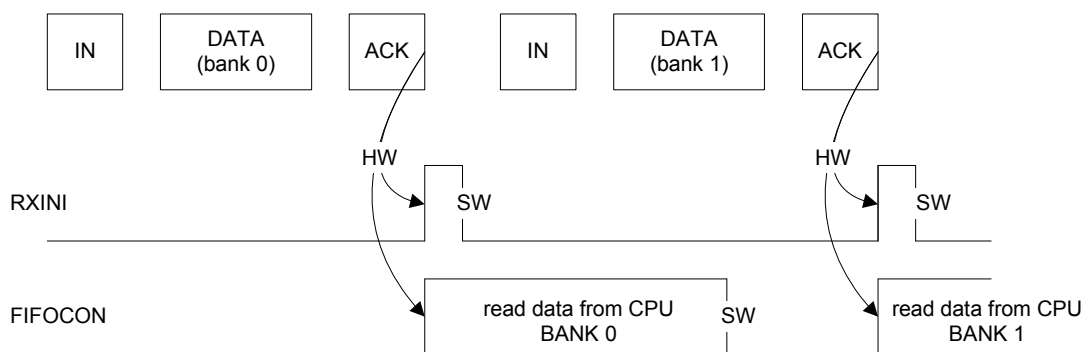 IN
DATA
(bank 0)
ACK
IN
DATA
(bank 1)
ACK
HW
HW
RXINI
SW
SW
FIFOCON
read data from CPU
BANK 0
SW
read data from CPU
BANK 1